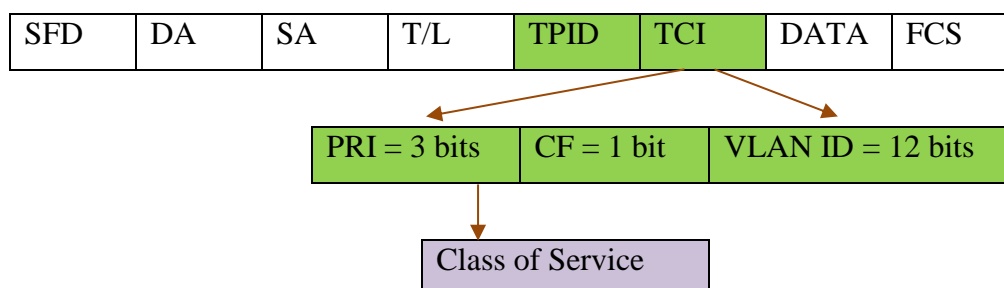 SFD DA SA T/L TPID TCI DATA FCS
PRI = 3 bits CF = 1 bit VLAN ID = 12 bits
Class of Service